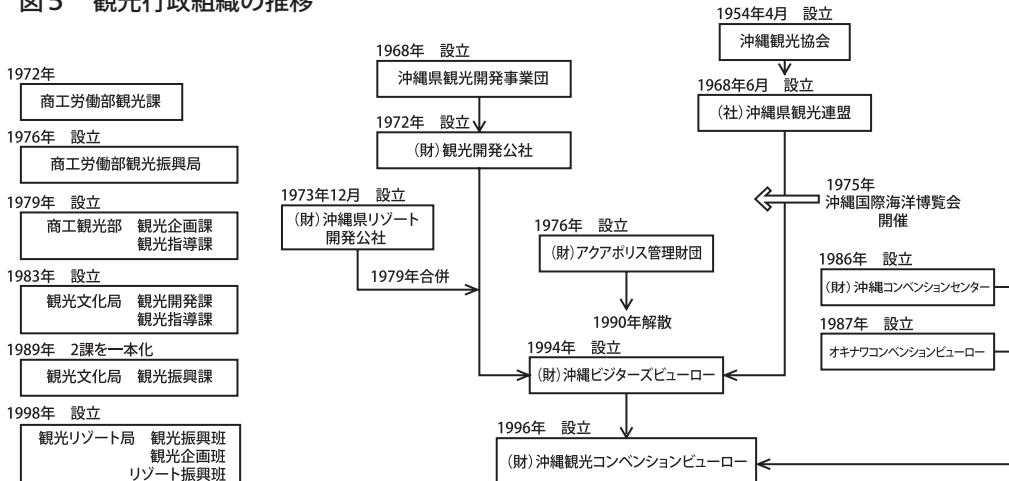 図5　観光行政組織の推移
1972年
商工労働部観光課
1976年　設立
商工労働部観光振興局
1979年　設立
商工観光部　観光企画課
観光指導課
1983年　設立
観光文化局　観光開発課
観光指導課
1989年　2課を一本化
観光文化局　観光振興課
1998年　設立
観光リゾート局　観光振興班
観光企画班
リゾート振興班
1968年　設立
沖縄県観光開発事業団
1972年　設立
（財）観光開発公社
1973年12月　設立
（財）沖縄県リゾート
開発公社
1979年合併
1976年　設立
（財）アクアポリス管理財団
1990年解散
1994年　設立
（財）沖縄ビジターズビューロー
1996年　設立
（財）沖縄観光コンベンションビューロー
1954年4月　設立
沖縄観光協会
1968年6月　設立
（社）沖縄県観光連盟
1975年
沖縄国際海洋博覧会
開催
1986年　設立
（財）沖縄コンベンションセンター
1987年　設立
オキナワコンベンションビューロー